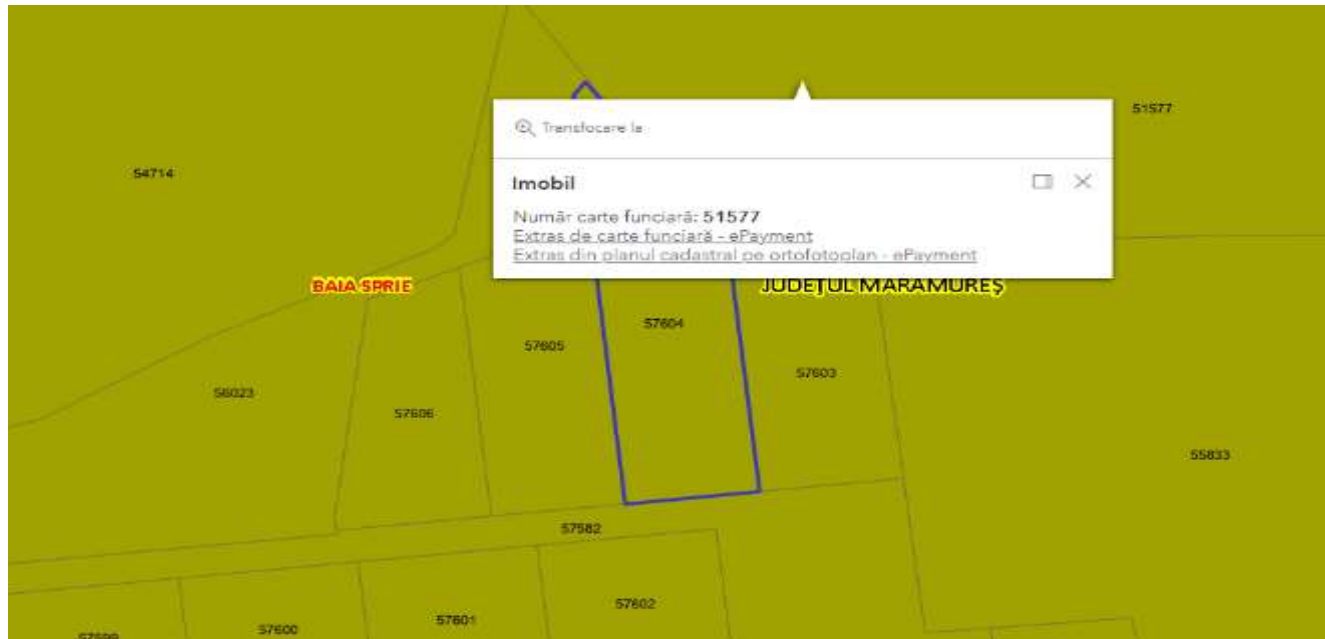 51577
Transfocare la
54714
Imobil
Număr carte funciară: 51577
Extras de carte funciară - ePayment
Extras din planul cadastral pe ortofotoplan - ePayment
BAIA SPRIE
JUDEȚUL MARAMUREȘ
57604
57605
57603
56023
57606
55833
57582
57602
57601
57600
57599